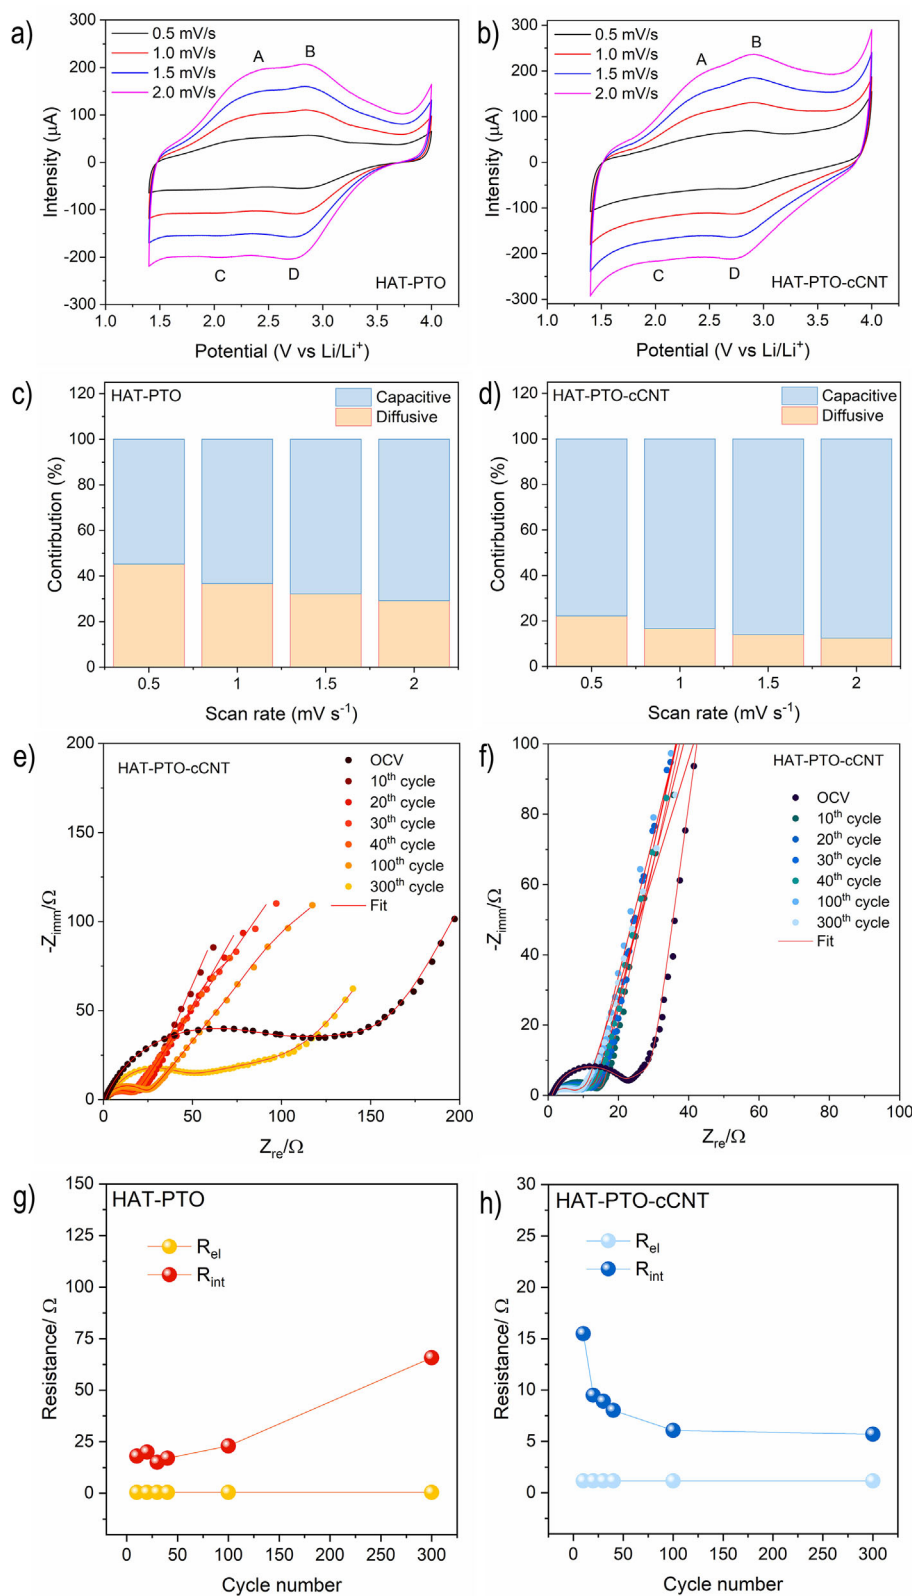 a)
300
200
100
0
-100
-200
-300
Intensity (μA)
0.5 mV/s
1.0 mV/s
1.5 mV/s
2.0 mV/s
A
B
C
D
HAT-PTO
1.0 1.5 2.0 2.5 3.0 3.5 4.0
Potential (V vs Li/Li⁺)
b)
300
200
100
0
-100
-200
-300
Intensity (μA)
0.5 mV/s
1.0 mV/s
1.5 mV/s
2.0 mV/s
A
B
C
D
HAT-PTO-cCNT
1.0 1.5 2.0 2.5 3.0 3.5 4.0
Potential (V vs Li/Li⁺)
c)
HAT-PTO
Capacitive
Diffusive
120
100
80
60
40
20
0
Contirbution (%)
0.5 1 1.5 2
Scan rate (mV s⁻¹)
d)
HAT-PTO-cCNT
Capacitive
Diffusive
120
100
80
60
40
20
0
Contirbution (%)
0.5 1 1.5 2
Scan rate (mV s⁻¹)
e)
200
150
100
50
0
-Zimm/Ω
HAT-PTO-cCNT
OCV
10th cycle
20th cycle
30th cycle
40th cycle
100th cycle
300th cycle
Fit
0 50 100 150 200
Zre/Ω
f)
100
80
60
40
20
0
-Zimm/Ω
HAT-PTO-cCNT
OCV
10th cycle
20th cycle
30th cycle
40th cycle
100th cycle
300th cycle
Fit
0 20 40 60 80 100
Zre/Ω
g)
150
125
100
75
50
25
0
Resistance/ Ω
HAT-PTO
Rel
Rint
0 50 100 150 200 250 300
Cycle number
h)
30
25
20
15
10
5
0
Resistance/ Ω
HAT-PTO-cCNT
Rel
Rint
0 50 100 150 200 250 300
Cycle number